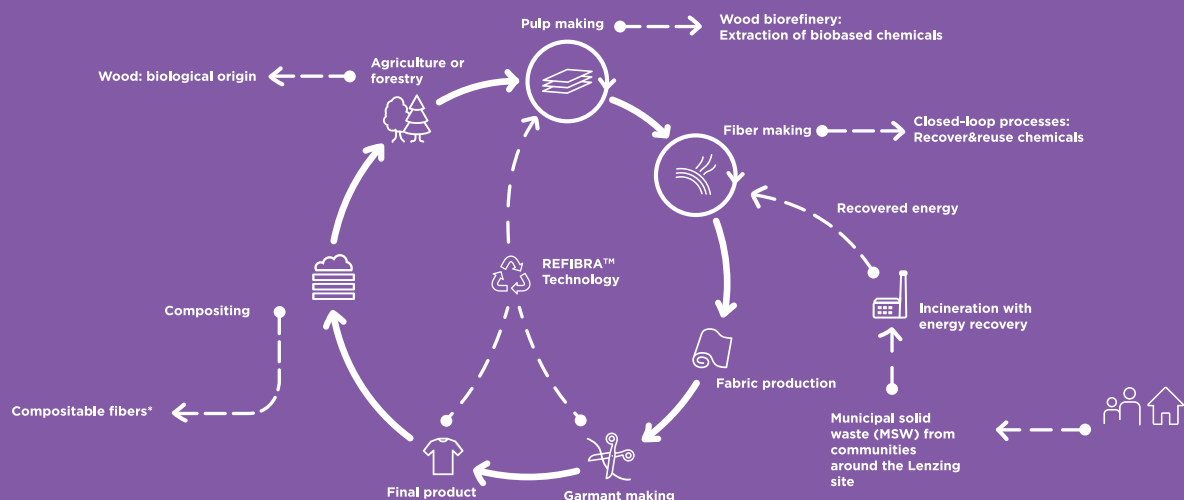 Pulp making
Wood biorefinery:
Extraction of biobased chemicals
Agriculture or
forestry
Wood: biological origin
Fiber making
Closed-loop processes:
Recover&reuse chemicals
Recovered energy
REFIBRA™
Technology
Compositing
Incineration with
energy recovery
Fabric production
Compositable fibers*
Municipal solid
waste (MSW) from
communities
around the Lenzing
site
Final product
Garmant making